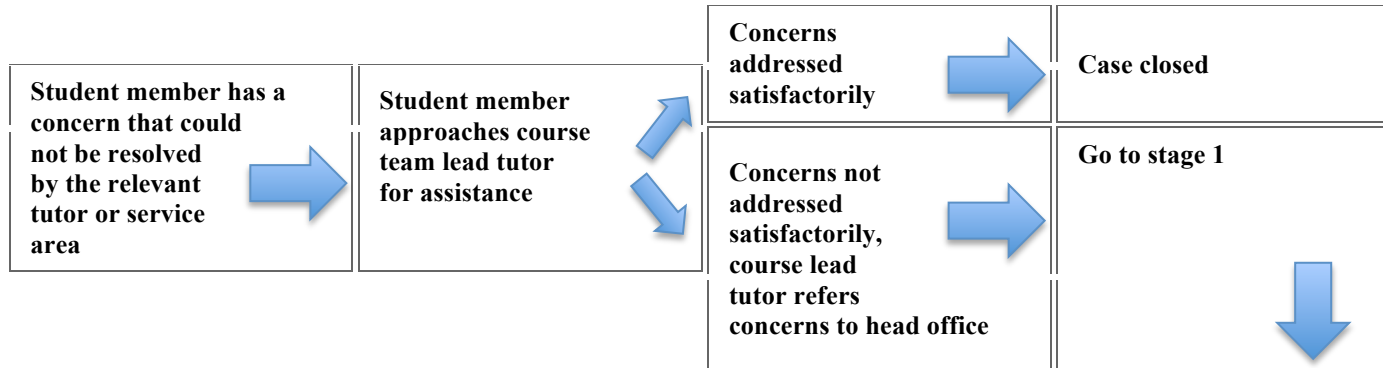 Student member has a
concern that could
not be resolved
by the relevant
tutor or service
area
Student member
approaches course
team lead tutor
for assistance
Concerns
addressed
satisfactorily
Case closed
Concerns not
addressed
satisfactorily,
course lead
tutor refers
concerns to head office
Go to stage 1